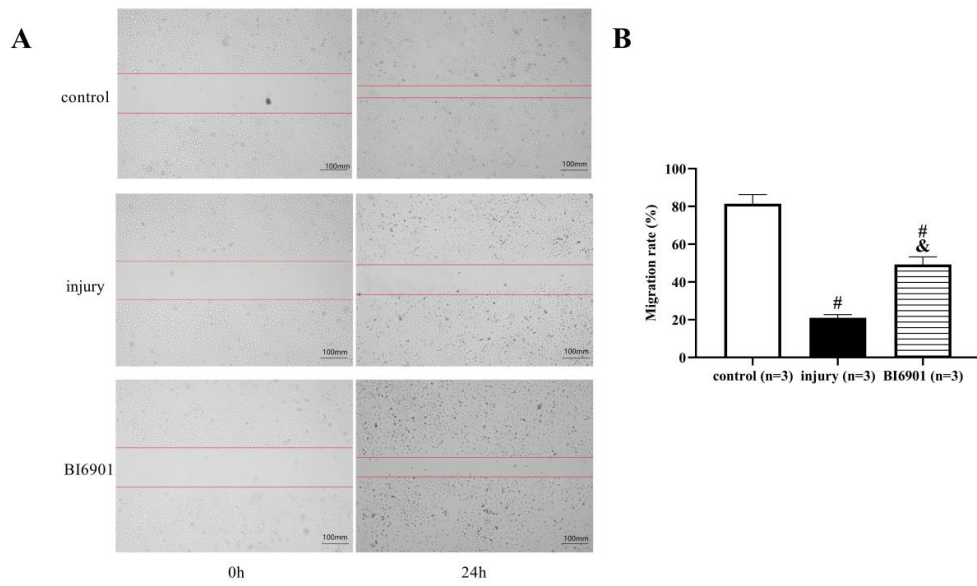 A
control
100mm
100mm
injury
100mm
100mm
BI6901
100mm
100mm
0h
24h
B
Migration rate (%)
100
80
60
40
20
0
#
#
&
control (n=3)
injury (n=3)
BI6901 (n=3)